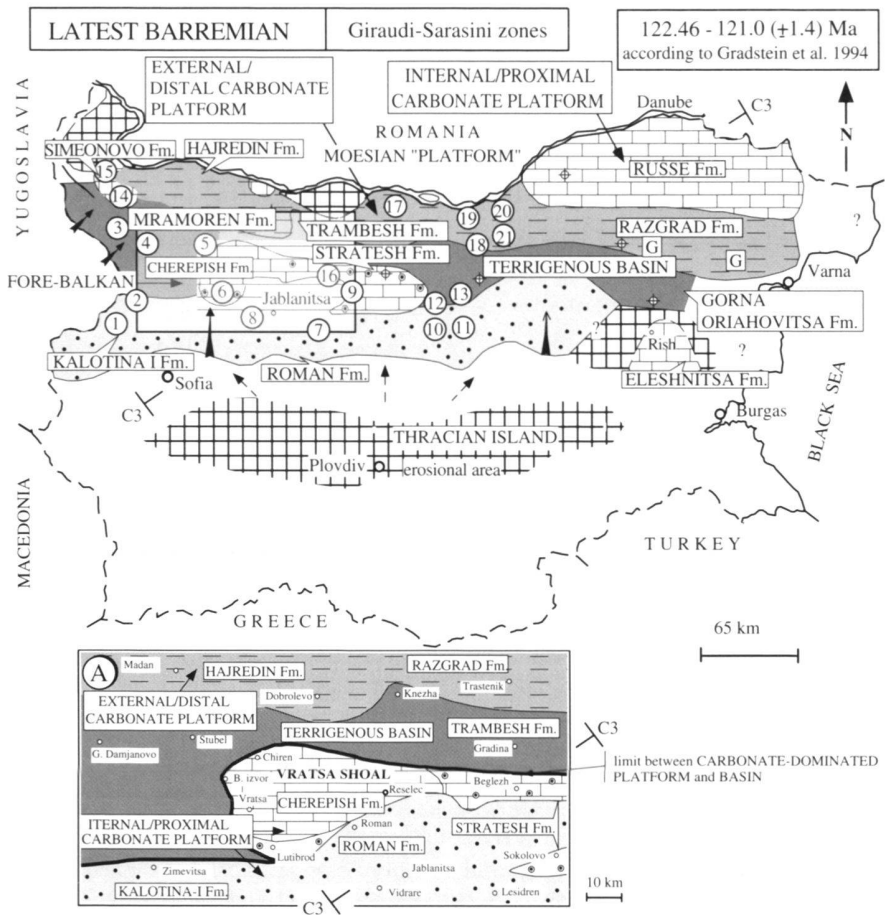 LATEST BARREMIAN
Giraudi-Sarasini zones
122.46 - 121.0 (±1.4) Ma
according to Gradstein et al. 1994
EXTERNAL/
DISTAL CARBONATE
PLATFORM
INTERNAL/PROXIMAL
CARBONATE PLATFORM
Danube
C3
N
ROMANIA
MOESIAN "PLATFORM"
YUGOSLAVIA
SIMEONOVO Fm.
HAJREDIN Fm.
RUSSE Fm.
15
14
17
19
20
3
MRAMOREN Fm.
TRAMBESH Fm.
RAZGRAD Fm.
?
4
5
18
21
G
STRATESH Fm.
CHEREPISH Fm.
16
TERRIGENOUS BASIN
G
Varna
FORE-BALKAN
6
Jablanitsa
9
12
13
2
GORNA
ORIAHOVITSA Fm.
1
8
7
10
11
?
Rish
?
KALOTINA I Fm.
ROMAN Fm.
ELESHNITSA Fm.
Sofia
C3
Burgas
BLACK SEA
THRACIAN ISLAND
Plovdiv
erosional area
MACEDONIA
TURKEY
GREECE
65 km
A
Madan
HAJREDIN Fm.
RAZGRAD Fm.
Trastenik
EXTERNAL/DISTAL
CARBONATE PLATFORM
Dobrolevo
Knezha
TERRIGENOUS BASIN
TRAMBESH Fm.
C3
Stubel
G. Damjanovo
Gradina
Chiren
limit between CARBONATE-DOMINATED
PLATFORM and BASIN
B. izvor
VRATSA SHOAL
Beglezh
Vratsa
Reselec
CHEREPISH Fm.
ITERNAL/PROXIMAL
CARBONATE PLATFORM
Roman
STRATESH Fm.
ROMAN Fm.
Lutibrod
Sokolovo
Zimevitsa
Jablanitsa
KALOTINA-I Fm.
Vidrare
Lesidren
C3
10 km